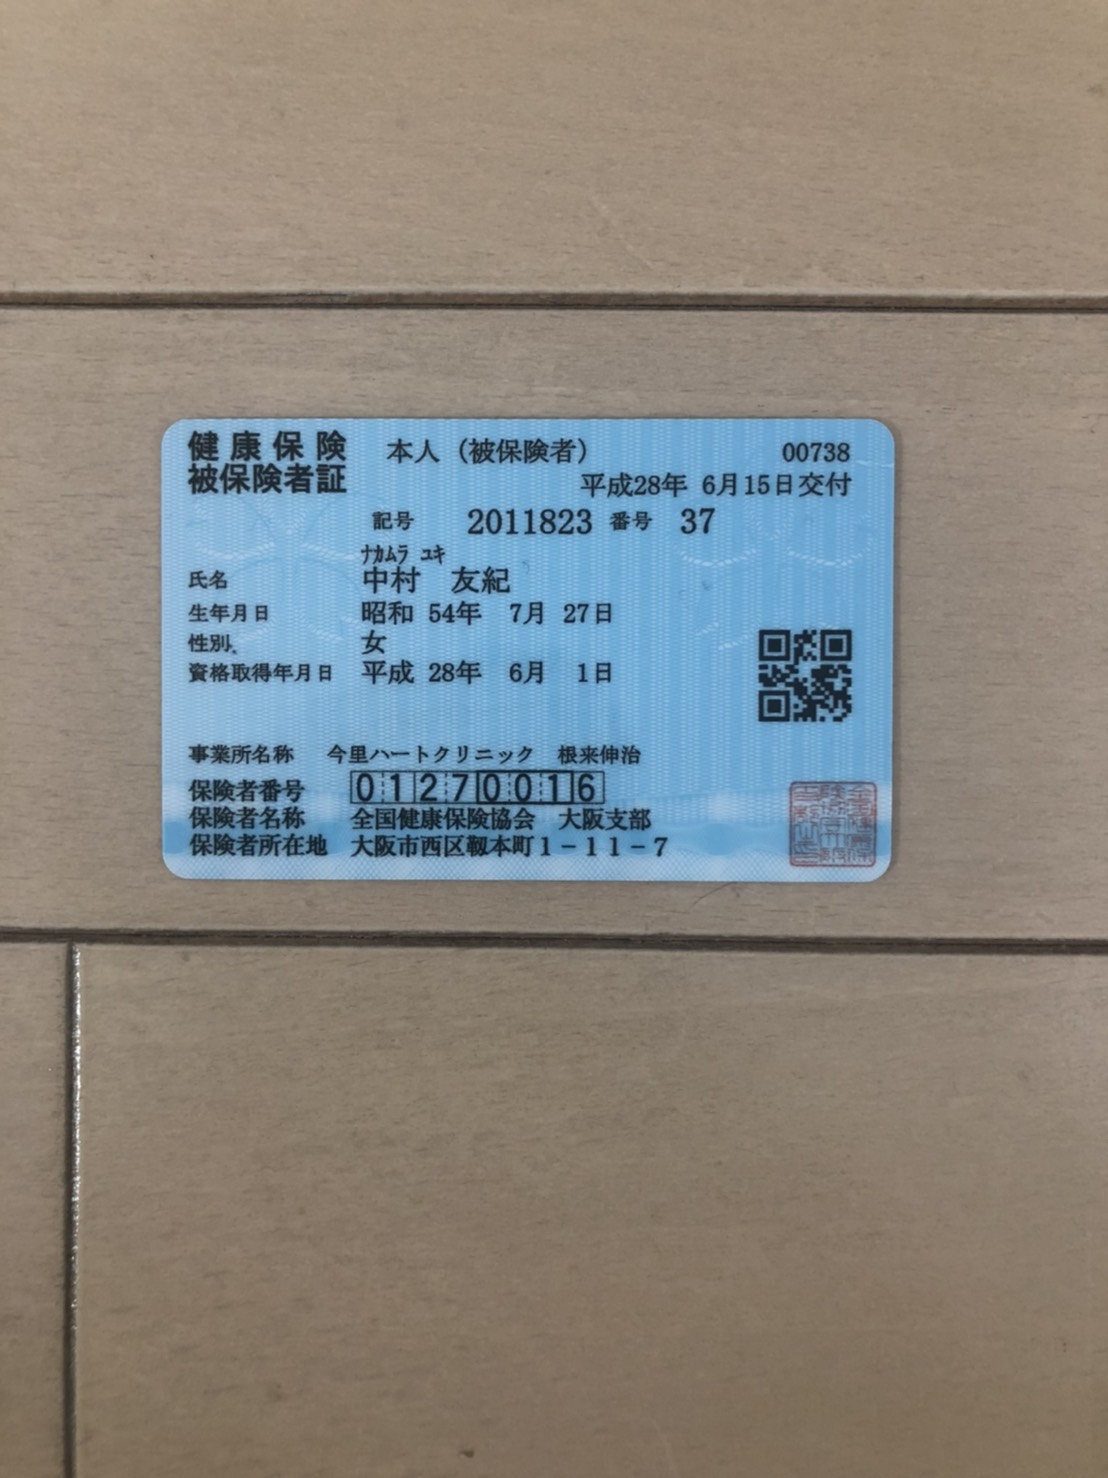 健康保険 本人（被保険者） 00738
被保険者証 平成28年 6月15日交付
記号 2011823 番号 37
ﾅｶﾑﾗ ﾕｷ
氏名 中村 友紀
生年月日 昭和 54年 7月 27日
性別 女
資格取得年月日 平成 28年 6月 1日
事業所名称 今里ハートクリニック 根来伸治
保険者番号 01270016
保険者名称 全国健康保険協会 大阪支部
保険者所在地 大阪市西区靱本町1－11－7